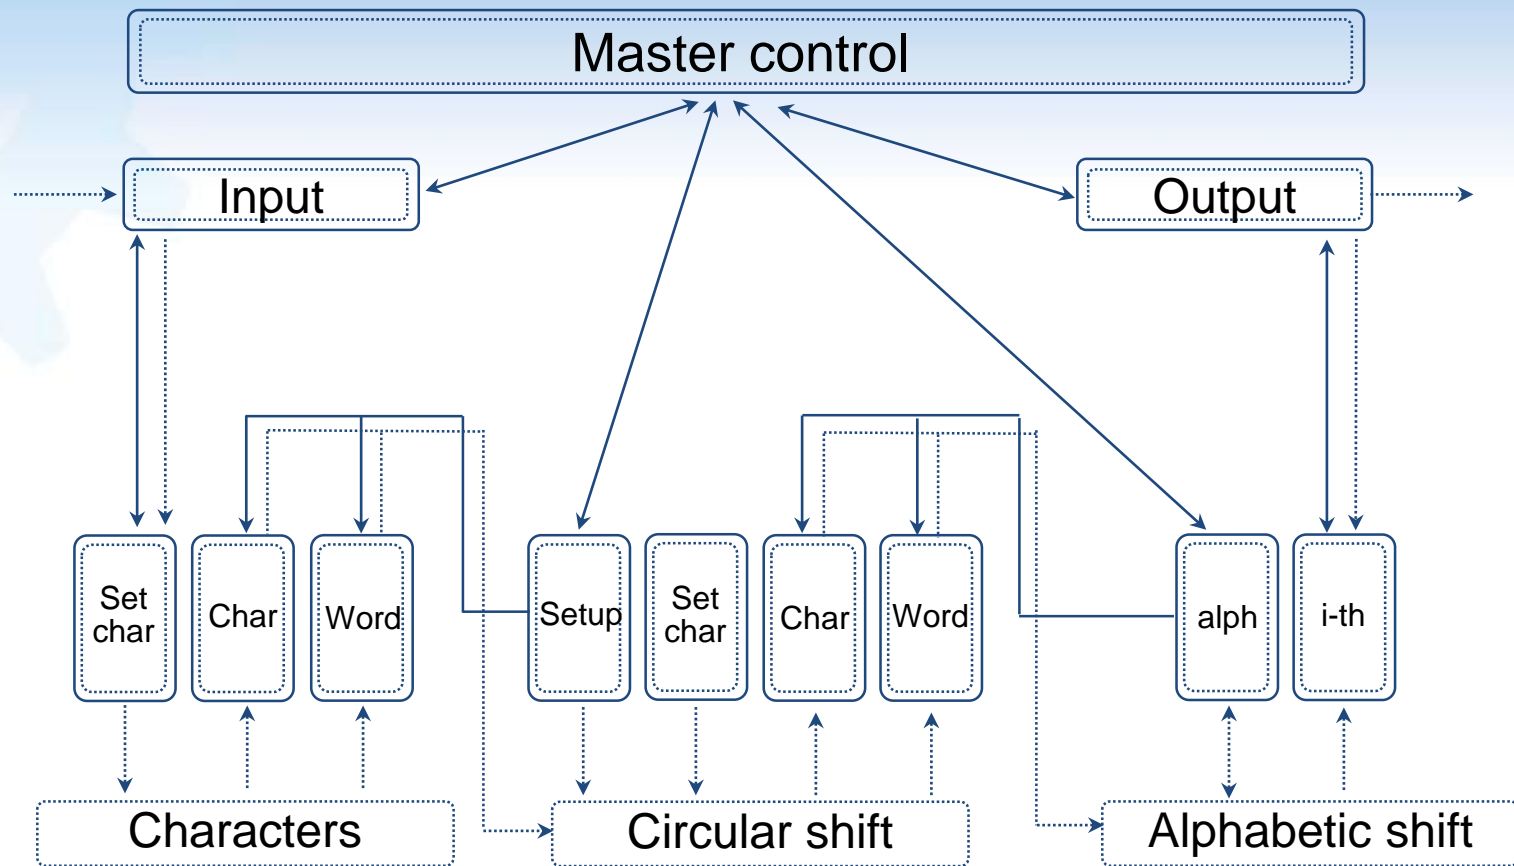 Master control
Input
Output
Set
char
Char
Word
Setup
Set
char
Char
Word
alph
i-th
Characters
Circular shift
Alphabetic shift